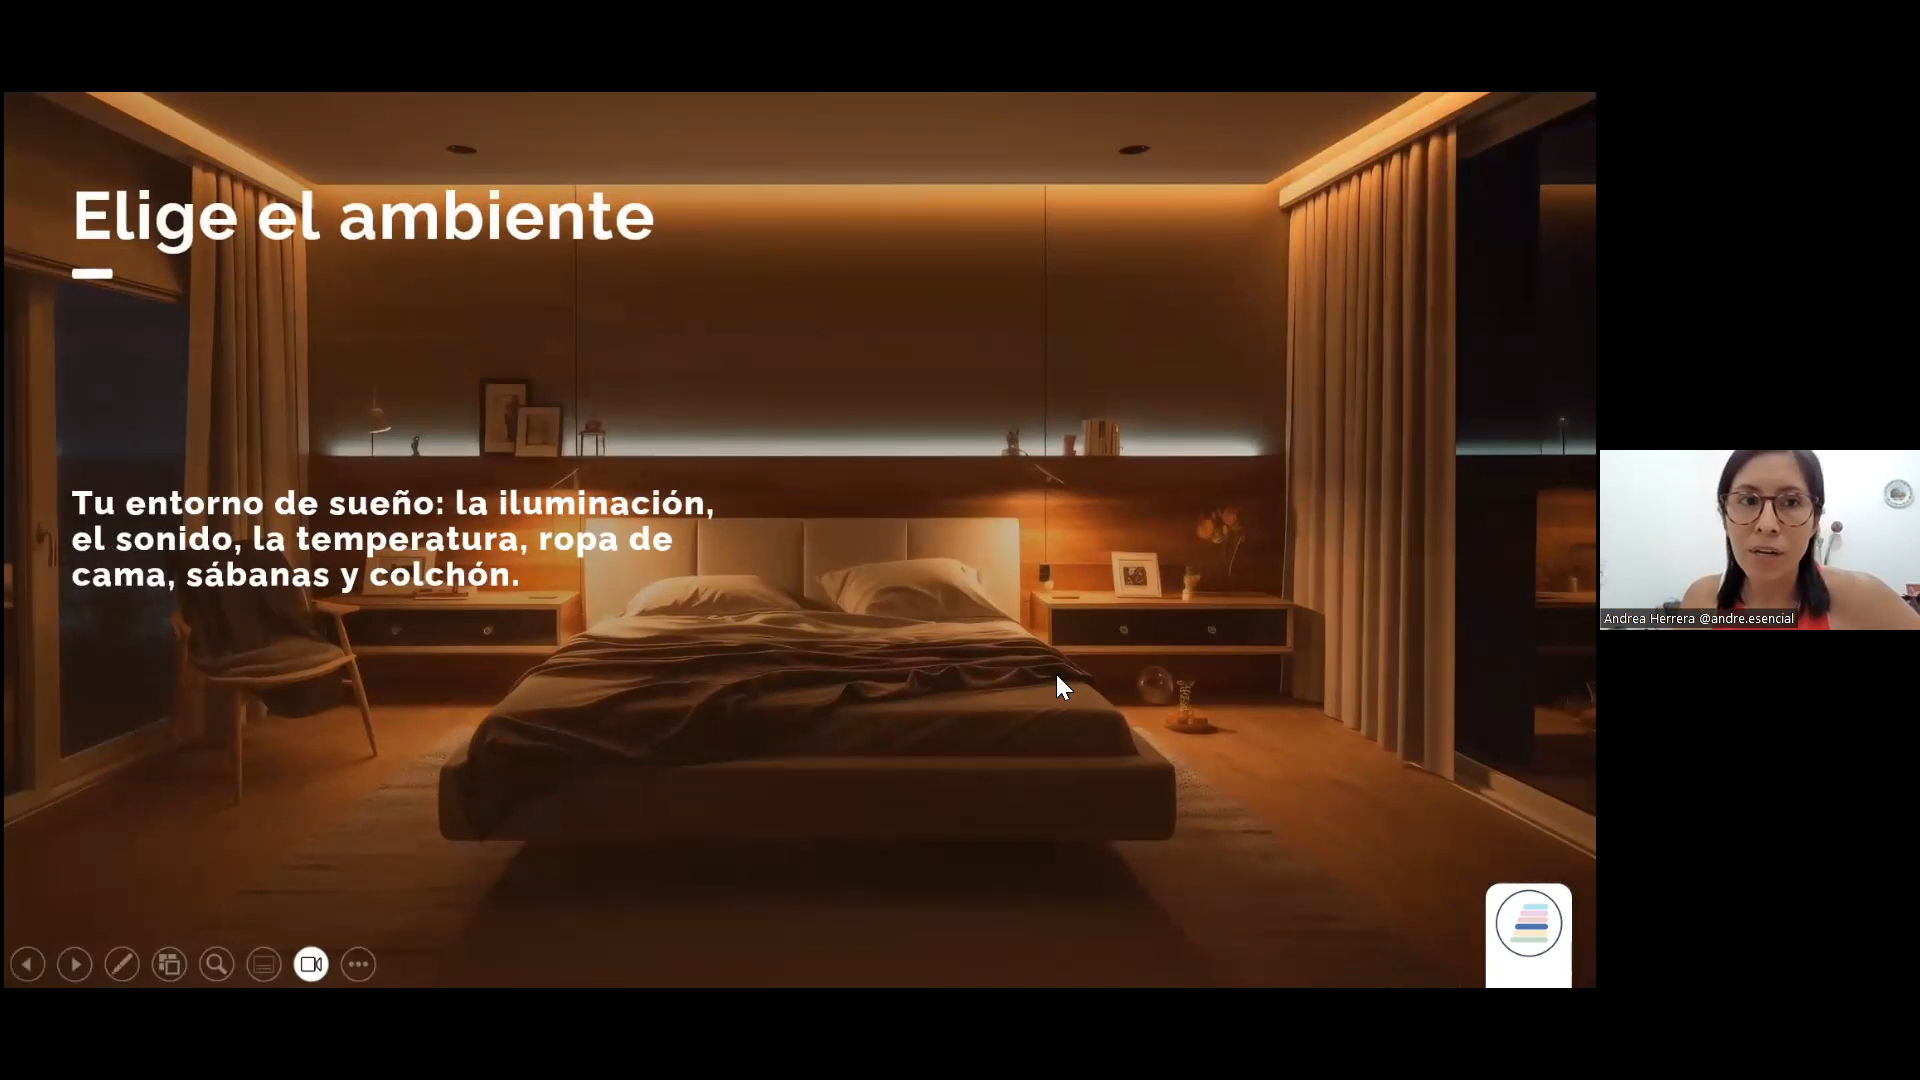 Elige el ambiente
Tu entorno de sueño: la iluminación,
el sonido, la temperatura, ropa de
cama, sábanas y colchón.
Andrea Herrera @andre.esencial